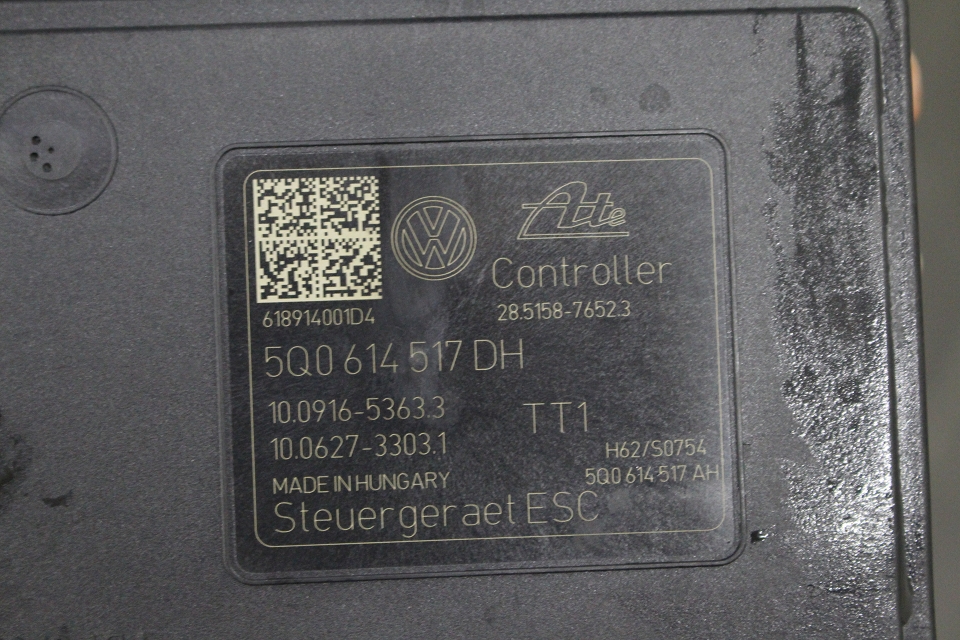 Ate
Controller
618914001D4
28.5158-7652.3
5Q0 614 517 DH
10.0916-5363.3
TT1
10.0627-3303.1
H62/S0754
MADE IN HUNGARY
5Q0 614 517 AH
Steuergeraet ESC